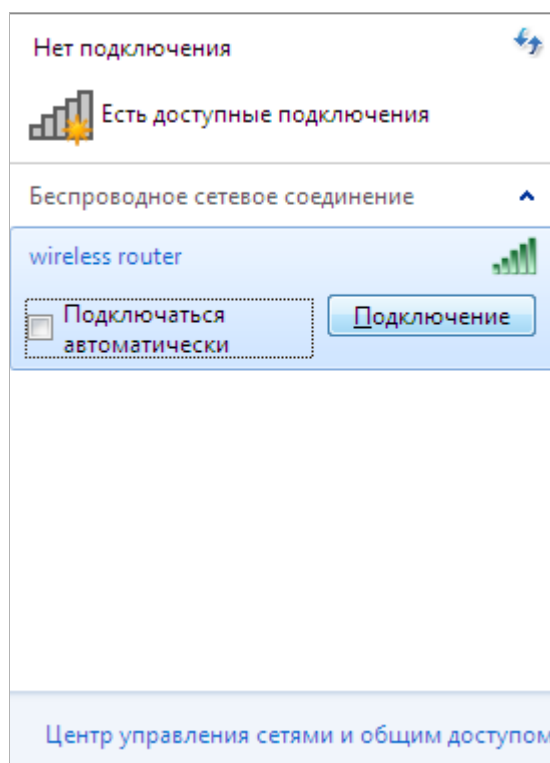 Нет подключения
Есть доступные подключения
Беспроводное сетевое соединение
wireless router
Подключаться
автоматически
Подключение
Центр управления сетями и общим доступом